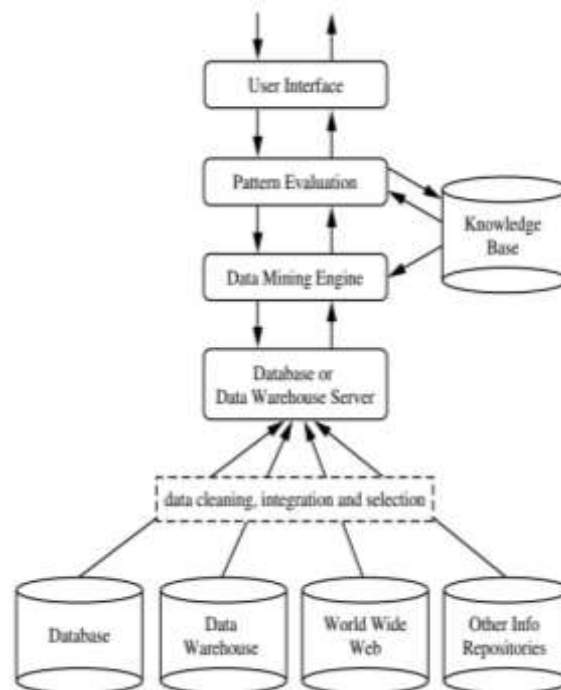 User Interface
Pattern Evaluation
Knowledge
Base
Data Mining Engine
Database or
Data Warehouse Server
data cleaning, integration and selection
Database
Data
Warehouse
World Wide
Web
Other Info
Repositories